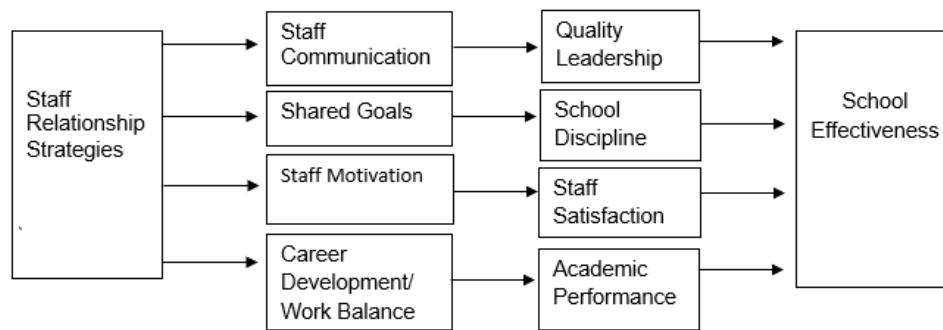 Staff
Relationship
Strategies
Staff
Communication
Shared Goals
Staff Motivation
Career
Development/
Work Balance
Quality
Leadership
School
Discipline
Staff
Satisfaction
Academic
Performance
School
Effectiveness